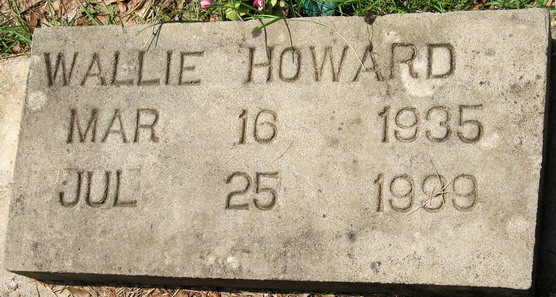 WALLIE HOWARD
MAR 16 1935
JUL 25 1999